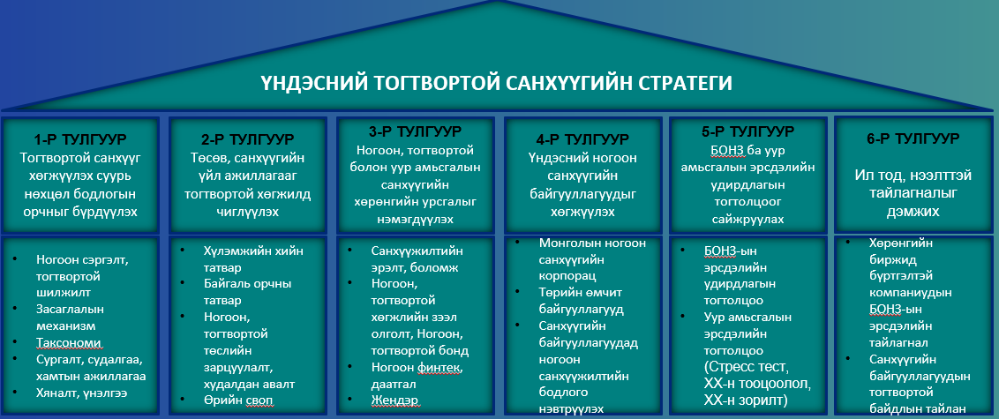 ҮНДЭСНИЙ ТОГТВОРТОЙ САНХҮҮГИЙН СТРАТЕГИ
1-Р ТУЛГУУР
Тогтвортой санхүүг
хөгжүүлэх суурь
нөхцөл бодлогын
орчныг бүрдүүлэх
• Ногоон сэргэлт,
тогтвортой
шилжилт
• Засаглалын
механизм
• Таксономи
• Сургалт, судалгаа,
хамтын ажиллагаа
• Хяналт, үнэлгээ
2-Р ТУЛГУУР
Төсөв, санхүүгийн
үйл ажиллагааг
тогтвортой хөгжилд
чиглүүлэх
• Хүлэмжийн хийн
татвар
• Байгаль орчны
татвар
• Ногоон,
тогтвортой
төслийн
зарцуулалт,
худалдан авалт
• Өрийн своп
3-Р ТУЛГУУР
Ногоон, тогтвортой
болон уур амьсгалын
санхүүгийн
хөрөнгийн урсгалыг
нэмэгдүүлэх
• Санхүүжилтийн
эрэлт, боломж
• Ногоон,
тогтвортой
хөгжлийн зээл
олголт, Ногоон,
тогтвортой бонд
• Ногоон финтек,
даатгал
• Жендэр
4-Р ТУЛГУУР
Үндэсний ногоон
санхүүгийн
байгууллагуудыг
хөгжүүлэх
• Монголын ногоон
санхүүгийн
корпорац
• Төрийн өмчит
байгууллагууд
• Санхүүгийн
байгууллагуудад
ногоон
санхүүжилтийн
бодлого
нэвтрүүлэх
5-Р ТУЛГУУР
БОНЗ ба уур
амьсгалын эрсдэлийн
удирдлагын
тогтолцоог
сайжруулах
• БОНЗ-ын
эрсдэлийн
удирдлагын
тогтолцоо
• Уур амьсгалын
эрсдэлийн
тогтолцоо
(Стресс тест,
ХХ-н тооцоолол,
ХХ-н зорилт)
6-Р ТУЛГУУР
Ил тод, нээлттэй
тайлагналыг
дэмжих
• Хөрөнгийн
биржид
бүртгэлтэй
компаниудын
БОНЗ-ын
эрсдэлийн
тайлагнал
• Санхүүгийн
байгууллагуудын
тогтвортой
байдлын тайлан